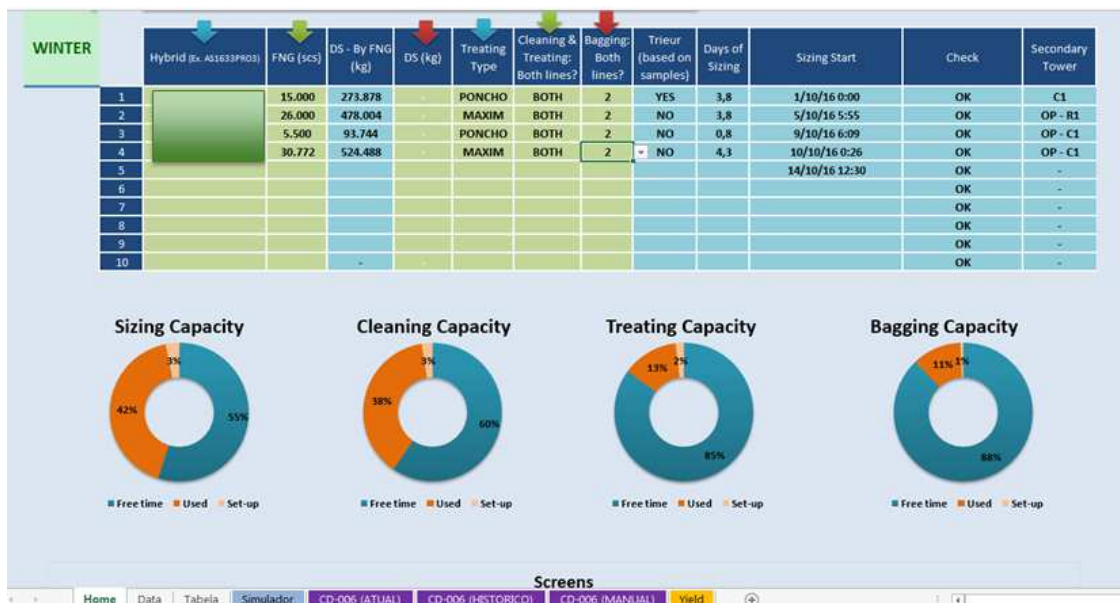 WINTER
Hybrid (Ex. AS1633PRO3) FNG (scs) DS - By FNG (kg) DS (kg) Treating Type Cleaning & Treating: Both lines? Bagging: Both lines? Trieur (based on samples) Days of Sizing Sizing Start Check Secondary Tower
1 15.000 273.878 - PONCHO BOTH 2 YES 3,8 1/10/16 0:00 OK C1
2 26.000 478.004 - MAXIM BOTH 2 NO 3,8 5/10/16 5:55 OK OP - R1
3 5.500 93.744 - PONCHO BOTH 2 NO 0,8 9/10/16 6:09 OK OP - C1
4 30.772 524.488 - MAXIM BOTH 2 NO 4,3 10/10/16 0:26 OK OP - C1
5 14/10/16 12:30 OK -
6 OK -
7 OK -
8 OK -
9 OK -
10 - - OK -
Sizing Capacity Cleaning Capacity Treating Capacity Bagging Capacity
3% 42% 55% 3% 38% 60% 2% 13% 85% 1% 11% 88%
Free time Used Set-up Free time Used Set-up Free time Used Set-up Free time Used Set-up
Screens
Home Data Tabela Simulador CD-006 (ATUAL) CD-006 (HISTORICO) CD-006 (MANUAL) Yield